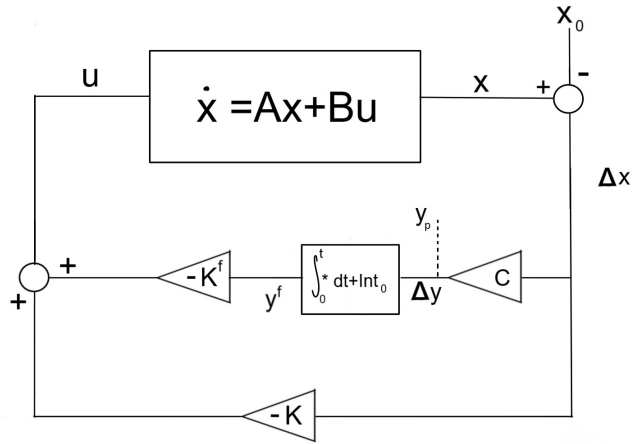 x₀
-
u
ẋ =Ax+Bu
x
+
Δx
yₚ
+
-Kᶠ
∫₀ᵗ * dt+Int₀
C
yᶠ
Δy
+
-K